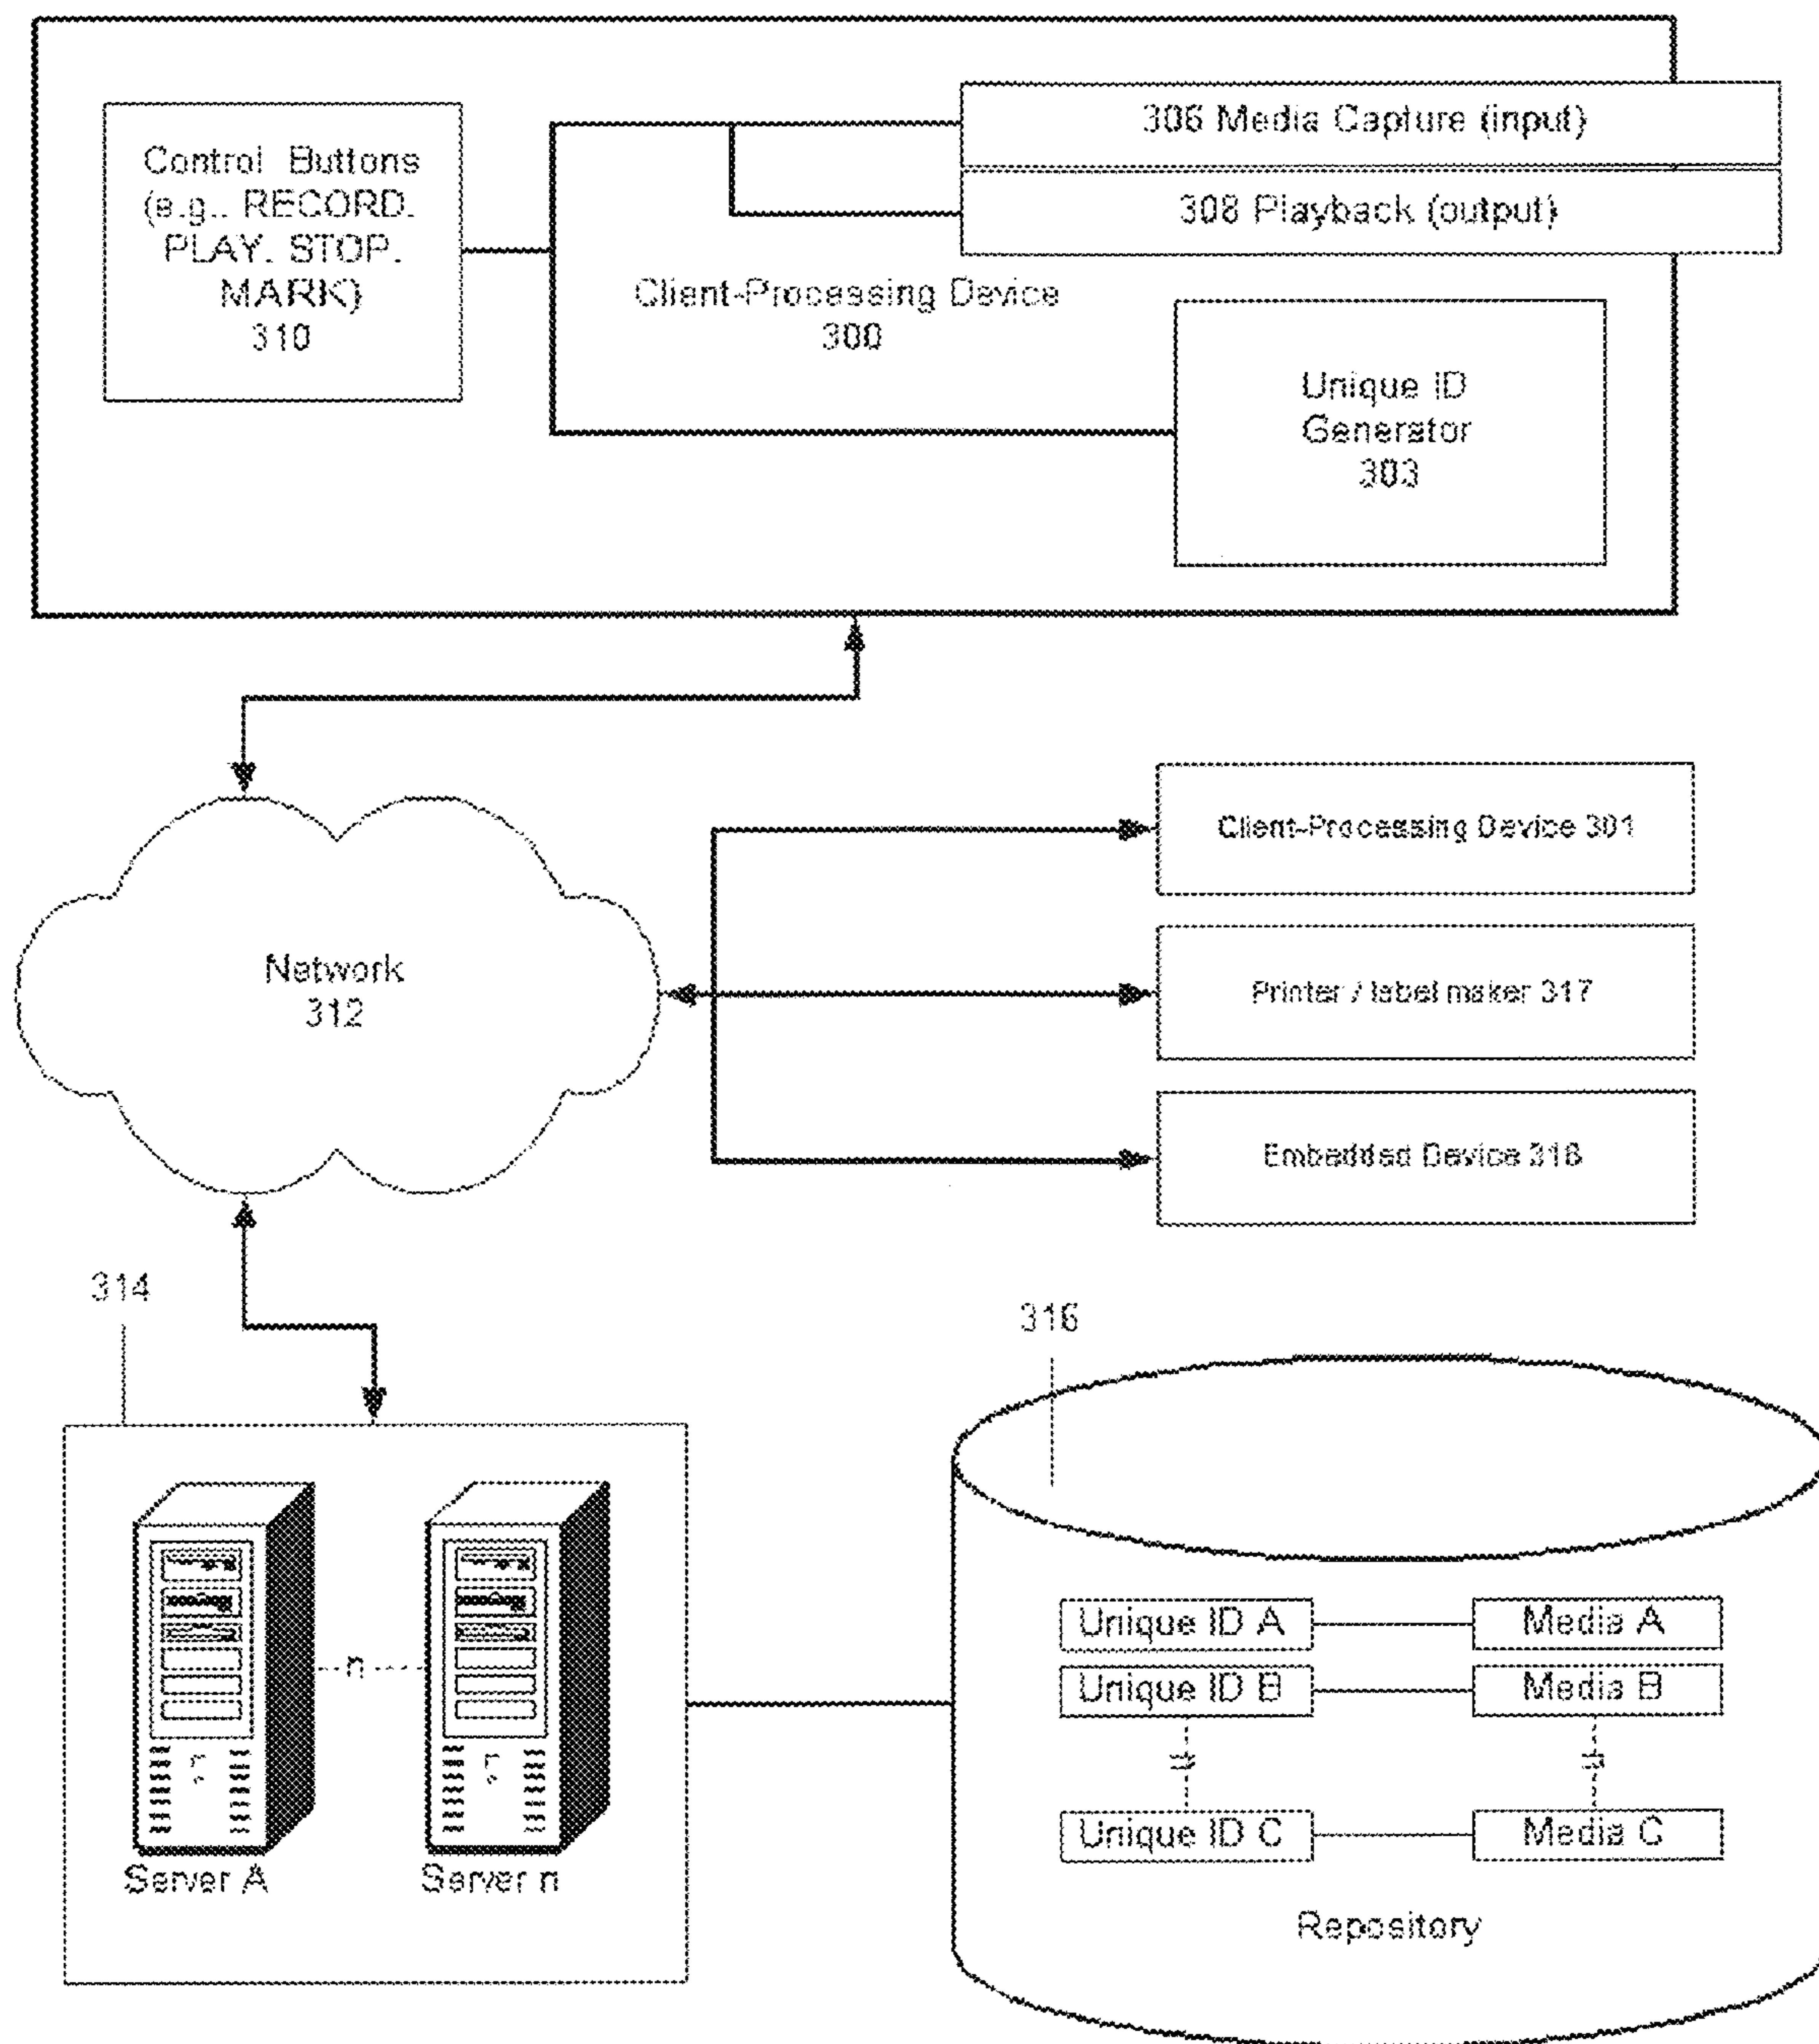 306 Media Capture (input)
Control Buttons
(e.g., RECORD.
PLAY. STOP.
MARK)
310
308 Playback (output)
Client-Processing Device
300
Unique ID
Generator
303
Client-Processing Device 301
Network
312
Printer / label maker 317
Embedded Device 318
314
316
n
Server A
Server n
Unique ID A
Media A
Unique ID B
Media B
Unique ID C
Media C
Repository